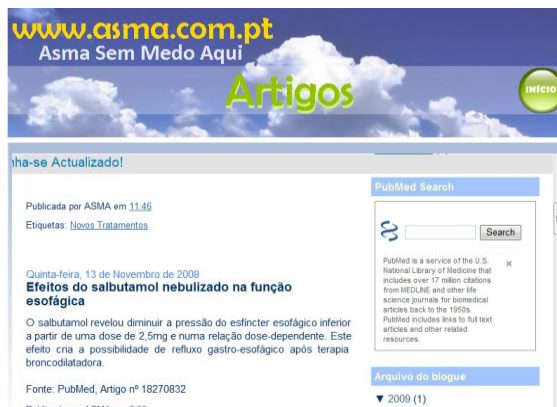 www.asma.com.pt
Asma Sem Medo Aqui
Artigos
INÍCIO
nha-se Actualizado!
Publicada por ASMA em 11:46
Etiquetas: Novos Tratamentos
Quinta-feira, 13 de Novembro de 2008
Efeitos do salbutamol nebulizado na função
esofágica
O salbutamol revelou diminuir a pressão do esfíncter esofágico inferior
a partir de uma dose de 2,5mg e numa relação dose-dependente. Este
efeito cria a possibilidade de refluxo gastro-esofágico após terapia
broncodilatadora.
Fonte: PubMed, Artigo nº 18270832
PubMed Search
Search
PubMed is a service of the U.S.
National Library of Medicine that
includes over 17 million citations
from MEDLINE and other life
science journals for biomedical
articles back to the 1950s.
PubMed includes links to full text
articles and other related
resources.
Arquivo do blogue
▼ 2009 (1)